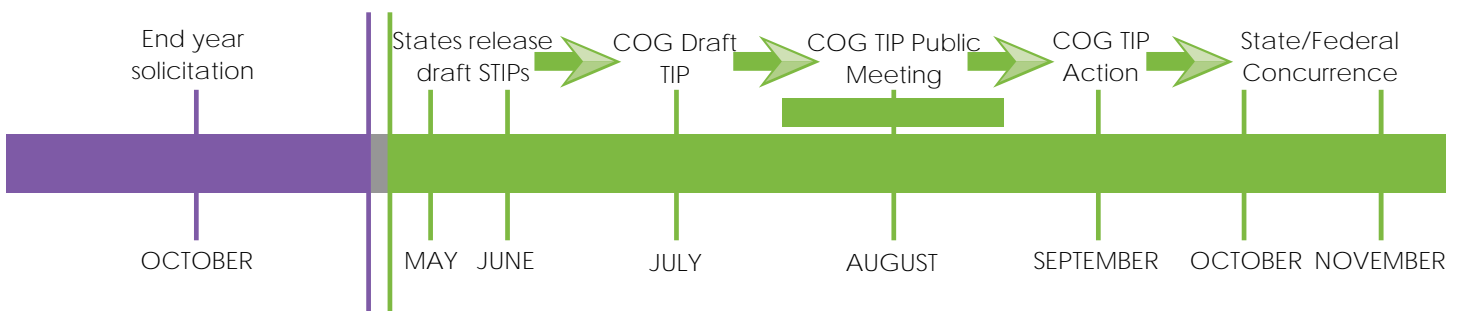 End year
solicitation
States release
draft STIPs
COG Draft
TIP
COG TIP Public
Meeting
COG TIP
Action
State/Federal
Concurrence
OCTOBER
MAY
JUNE
JULY
AUGUST
SEPTEMBER
OCTOBER
NOVEMBER